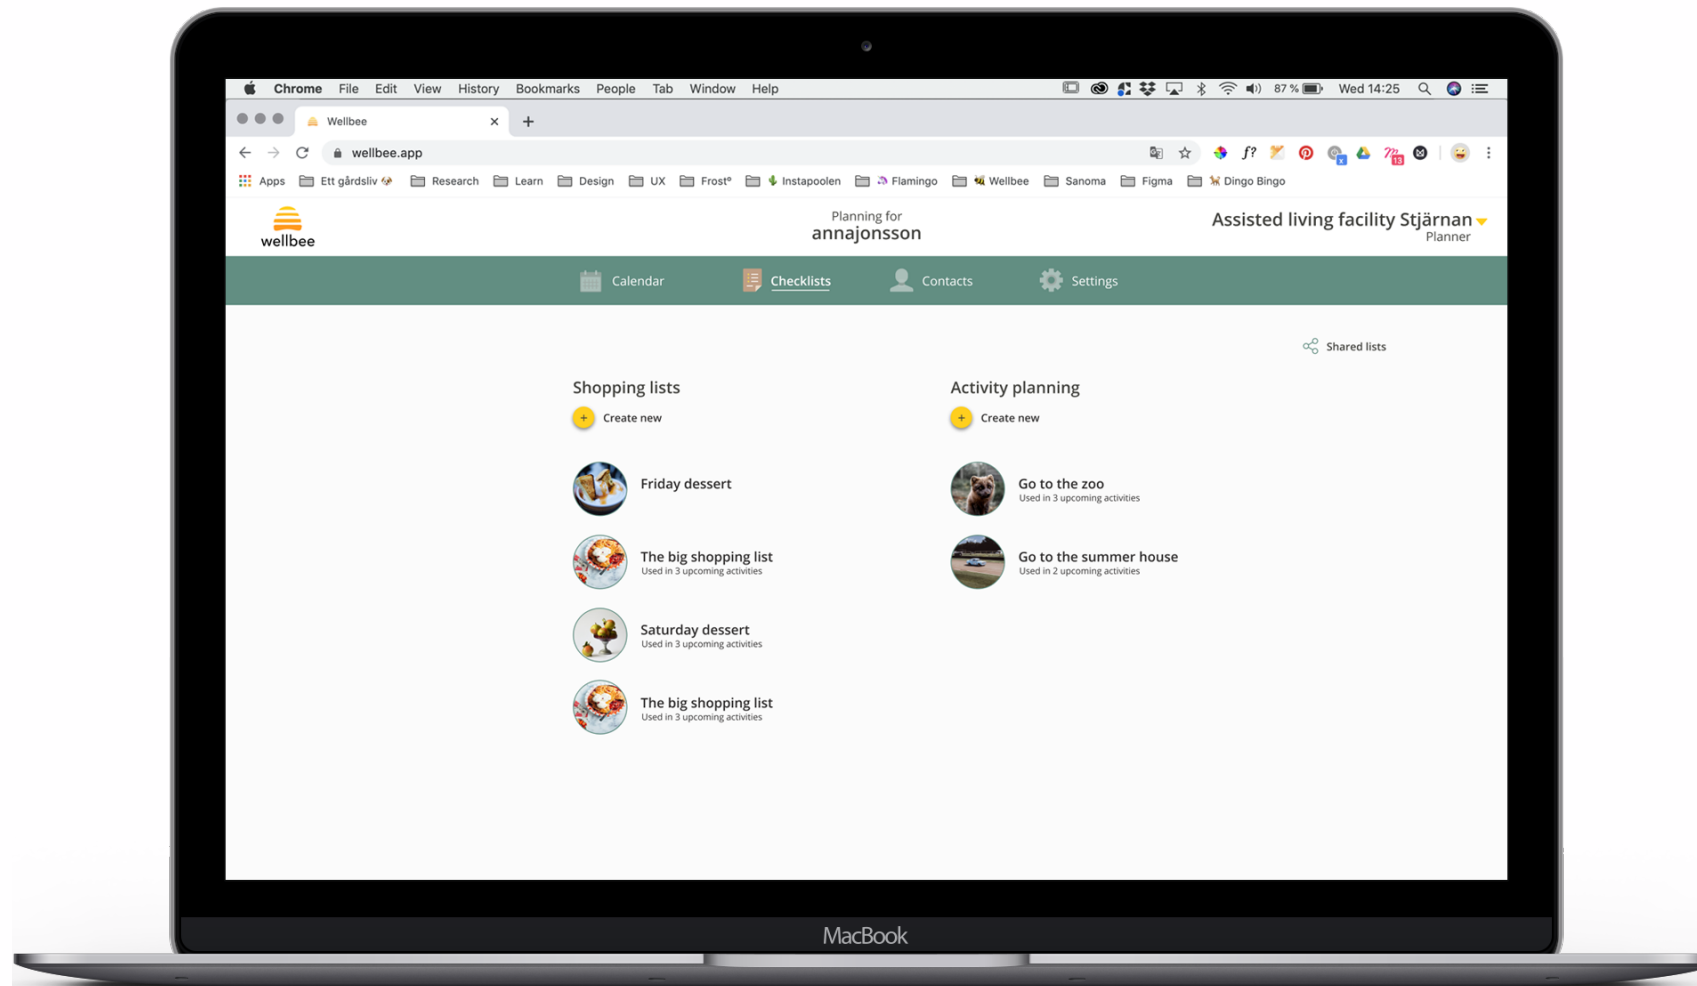 Chrome File Edit View History Bookmarks People Tab Window Help 87 % Wed 14:25
Wellbee
wellbee.app f? 13
Apps Ett gårdsliv Research Learn Design UX Frost° Instapoolen Flamingo Wellbee Sanoma Figma Dingo Bingo
wellbee
Planning for
annajonsson
Assisted living facility Stjärnan
Planner
Calendar Checklists Contacts Settings
Shared lists
Shopping lists
Create new
Friday dessert
The big shopping list
Used in 3 upcoming activities
Saturday dessert
Used in 3 upcoming activities
The big shopping list
Used in 3 upcoming activities
Activity planning
Create new
Go to the zoo
Used in 3 upcoming activities
Go to the summer house
Used in 2 upcoming activities
MacBook